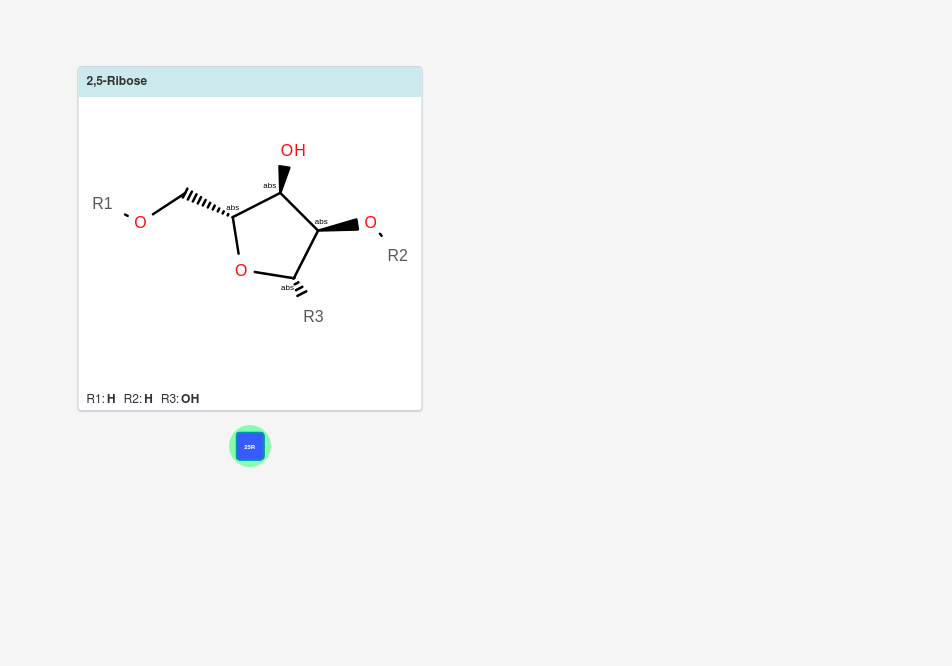 2,5-Ribose
OH
abs
R1
abs
O
abs
O
R2
O
abs
R3
R1: H R2: H R3: OH
25R